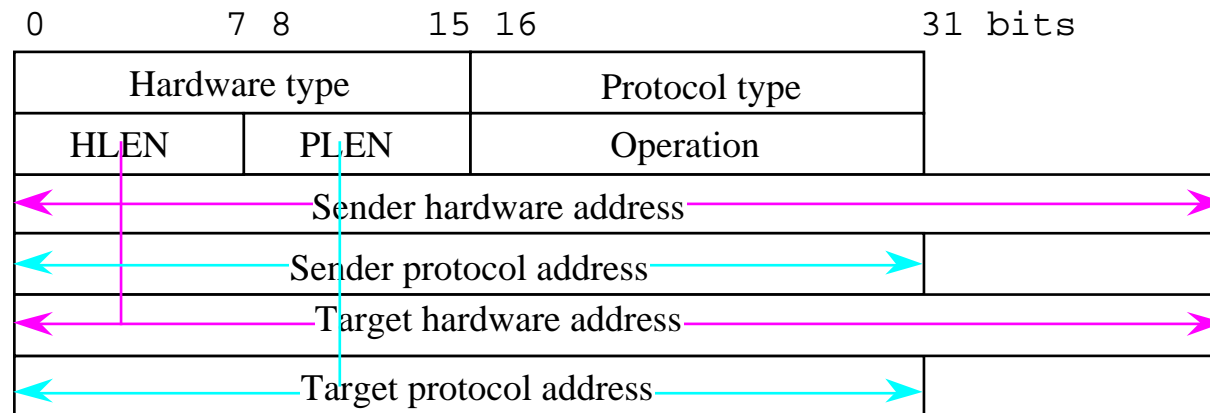 0 7 8 15 16 31 bits
Hardware type Protocol type
HLEN PLEN Operation
Sender hardware address
Sender protocol address
Target hardware address
Target protocol address